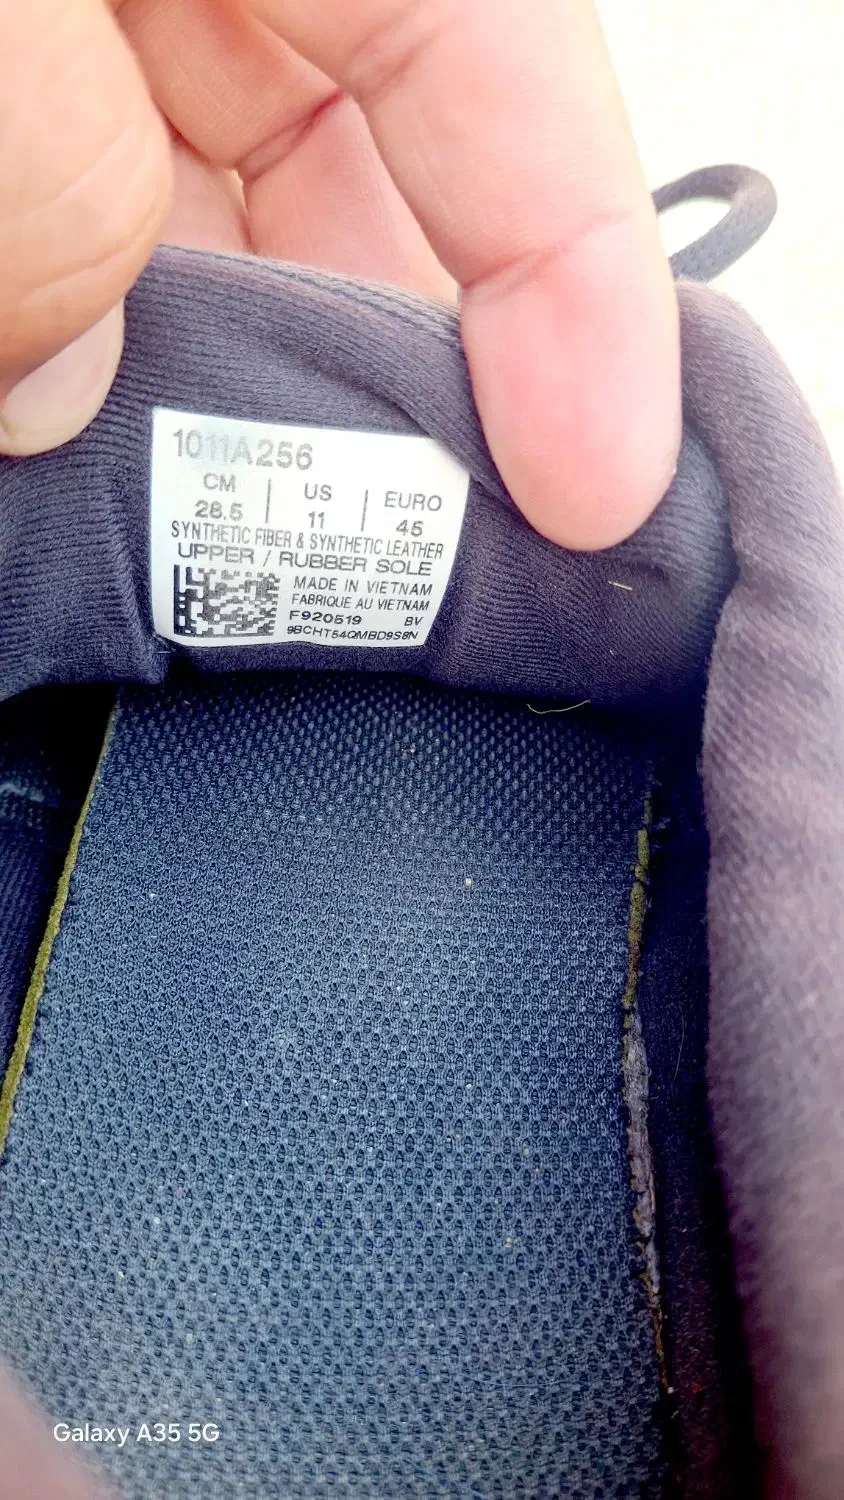 1011A256
CM | US | EURO
28.5 | 11 | 45
SYNTHETIC FIBER & SYNTHETIC LEATHER
UPPER / RUBBER SOLE
MADE IN VIETNAM
FABRIQUE AU VIETNAM
F920519 BV
9BCHT54QMBD9S8N
Galaxy A35 5G